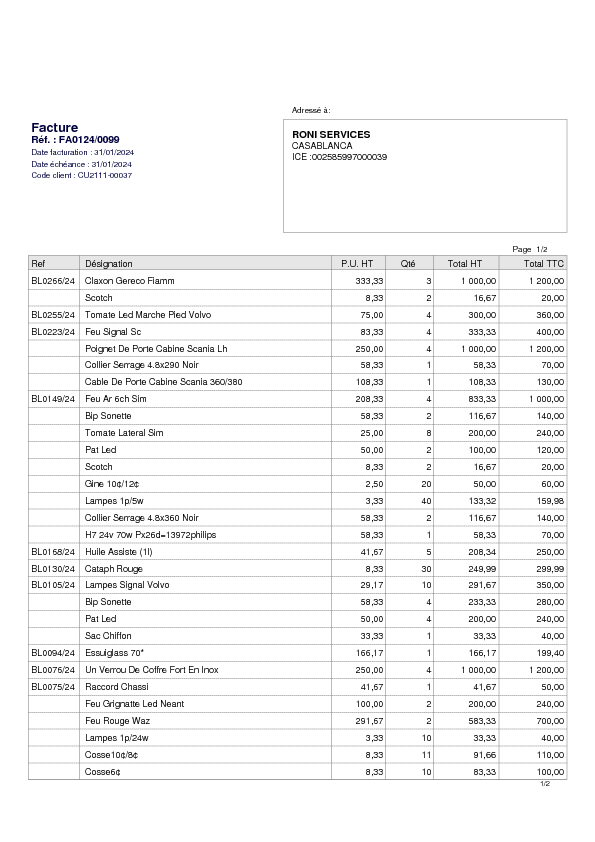 Adressé à:
Facture
Réf. : FA0124/0099
Date facturation : 31/01/2024
Date échéance : 31/01/2024
Code client : CU2111-00037
RONI SERVICES
CASABLANCA
ICE :002585997000039
Page 1/2
Ref Désignation P.U. HT Qté Total HT Total TTC
BL0266/24 Claxon Gereco Flamm 333,33 3 1 000,00 1 200,00
Scotch 8,33 2 16,67 20,00
BL0255/24 Tomate Led Marche Pled Volvo 75,00 4 300,00 360,00
BL0223/24 Feu Signal Sc 83,33 4 333,33 400,00
Poignet De Porte Cabine Scania Lh 250,00 4 1 000,00 1 200,00
Collier Serrage 4.8x290 Noir 58,33 1 58,33 70,00
Cable De Porte Cabine Scania 360/380 108,33 1 108,33 130,00
BL0149/24 Feu Ar 6ch Sim 208,33 4 833,33 1 000,00
Bip Sonette 58,33 2 116,67 140,00
Tomate Lateral Sim 25,00 8 200,00 240,00
Pat Led 50,00 2 100,00 120,00
Scotch 8,33 2 16,67 20,00
Gine 10¢/12¢ 2,50 20 50,00 60,00
Lampes 1p/5w 3,33 40 133,32 159,98
Collier Serrage 4.8x360 Noir 58,33 2 116,67 140,00
H7 24v 70w Px26d=13972philips 58,33 1 58,33 70,00
BL0168/24 Huile Assiste (1l) 41,67 5 208,34 250,00
BL0130/24 Cataph Rouge 8,33 30 249,99 299,99
BL0105/24 Lampes Signal Volvo 29,17 10 291,67 350,00
Bip Sonette 58,33 4 233,33 280,00
Pat Led 50,00 4 200,00 240,00
Sac Chiffon 33,33 1 33,33 40,00
BL0094/24 Essuiglass 70* 166,17 1 166,17 199,40
BL0076/24 Un Verrou De Coffre Fort En Inox 250,00 4 1 000,00 1 200,00
BL0075/24 Raccord Chassi 41,67 1 41,67 50,00
Feu Grignatte Led Neant 100,00 2 200,00 240,00
Feu Rouge Waz 291,67 2 583,33 700,00
Lampes 1p/24w 3,33 10 33,33 40,00
Cosse10¢/8¢ 8,33 11 91,66 110,00
Cosse6¢ 8,33 10 83,33 100,00
1/2